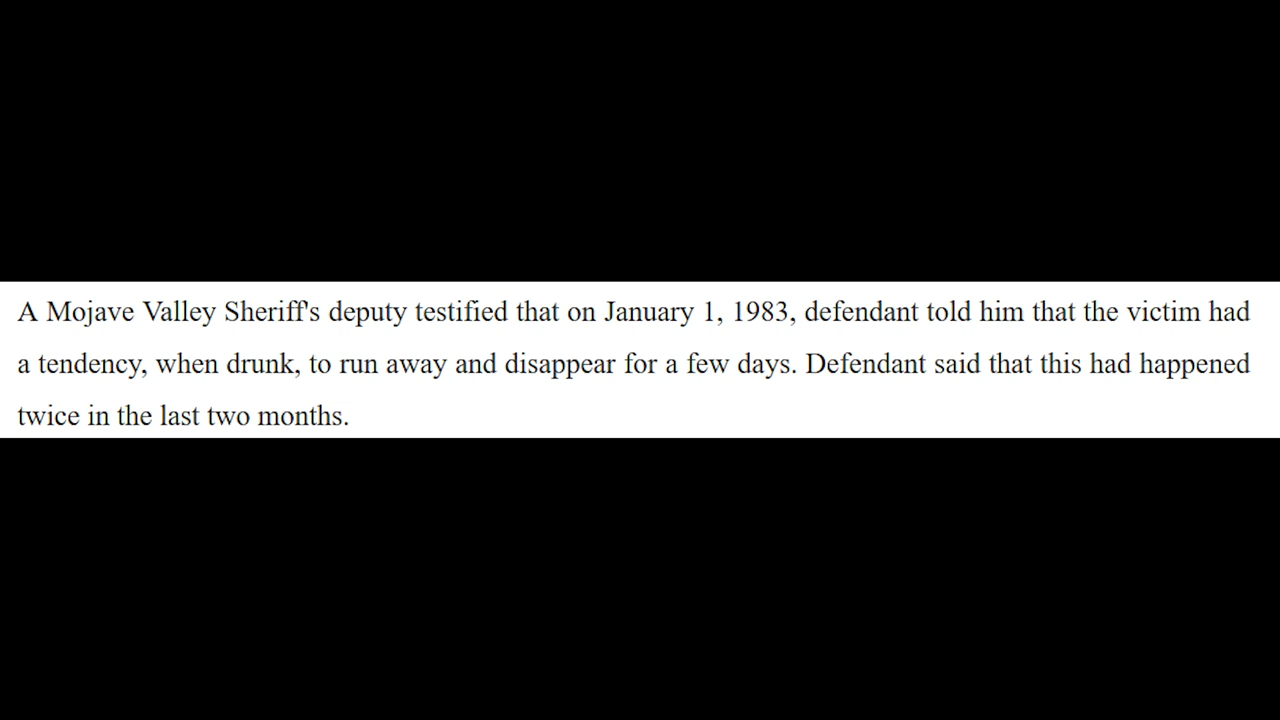 A Mojave Valley Sheriff's deputy testified that on January 1, 1983, defendant told him that the victim had
a tendency, when drunk, to run away and disappear for a few days. Defendant said that this had happened
twice in the last two months.